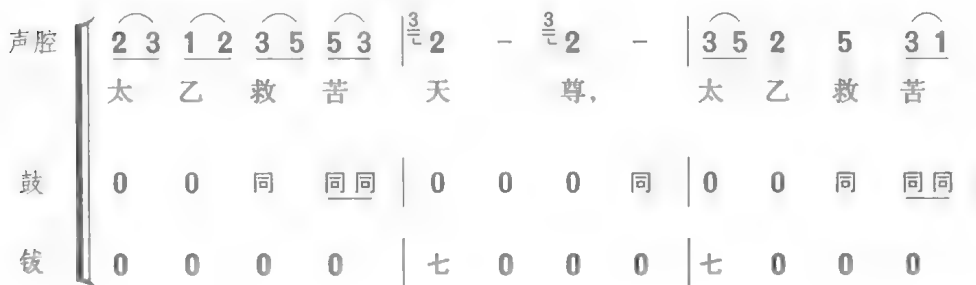 声腔 2 3 1 2 3 5 5 3 | 3 2 - 3 2 - | 3 5 2 5 3 1
太 乙 救 苦 天 尊, 太 乙 救 苦
鼓 0 0 同 同同 | 0 0 0 同 | 0 0 同 同同
钹 0 0 0 0 | 七 0 0 0 | 七 0 0 0